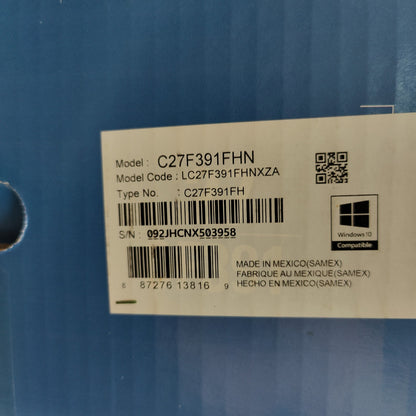 Model : C27F391FHN
Model Code : LC27F391FHNXZA
Type No. : C27F391FH
S/N : 092JHCNX503958
Windows 10
Compatible
MADE IN MEXICO(SAMEX)
FABRIQUE AU MEXIQUE(SAMEX)
HECHO EN MEXICO(SAMEX)
8 87276 13816 9